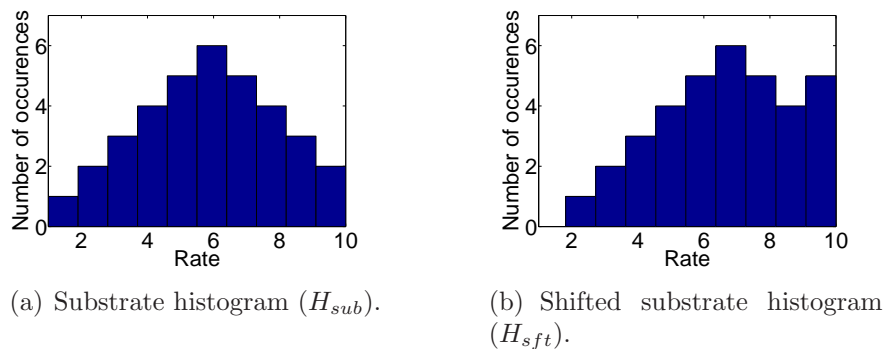 Number of occurences
6
4
2
0
2 4 6 8 10
Rate
(a) Substrate histogram (H_sub).
Number of occurences
6
4
2
0
2 4 6 8 10
Rate
(b) Shifted substrate histogram
(H_sft).